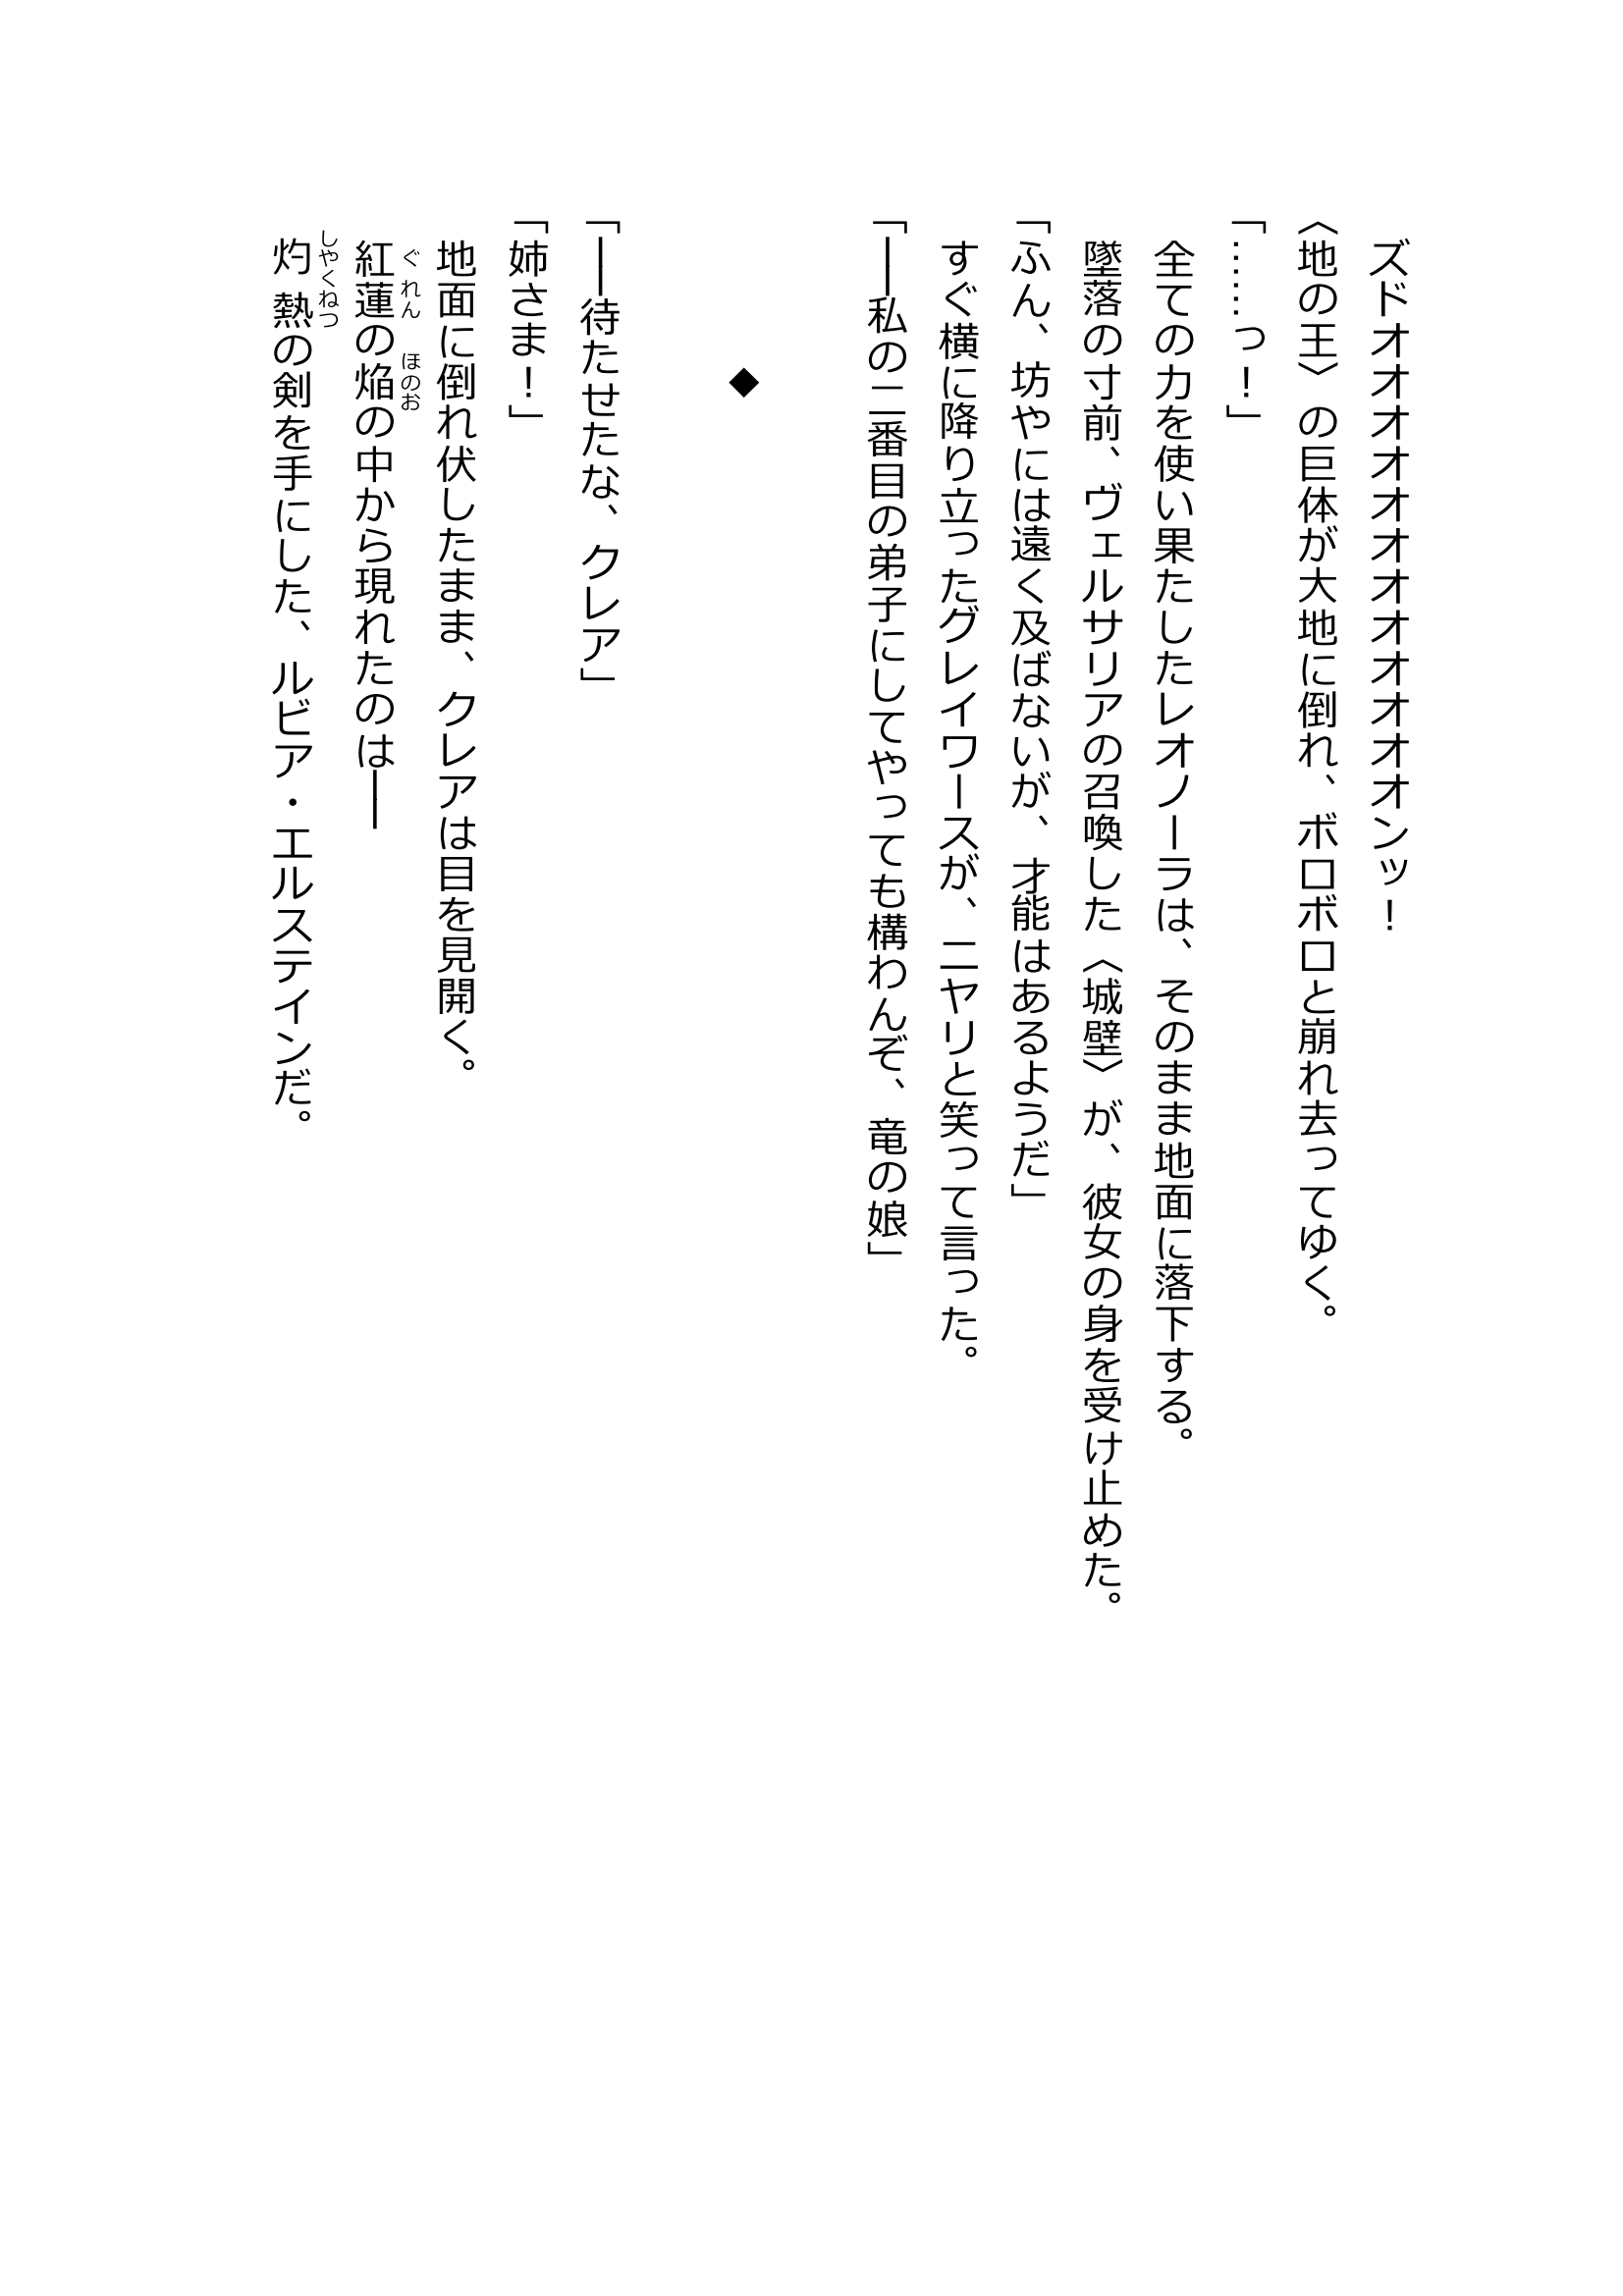 ズドオオオオオオオオオオオオンッ！
〈地の王〉の巨体が大地に倒れ、ボロボロと崩れ去ってゆく。
「……っ！」
全ての力を使い果たしたレオノーラは、そのまま地面に落下する。
墜落の寸前、ヴェルサリアの召喚した〈城壁〉が、彼女の身を受け止めた。
「ふん、坊やには遠く及ばないが、才能はあるようだ」
すぐ横に降り立ったグレイワースが、ニヤリと笑って言った。
「──私の二番目の弟子にしてやっても構わんぞ、竜の娘」
◆
「──待たせたな、クレア」
「姉さま！」
地面に倒れ伏したまま、クレアは目を見開く。
ぐれん ほのお
紅蓮の焔の中から現れたのは──
しやくねつ
灼熱の剣を手にした、ルビア・エルステインだ。